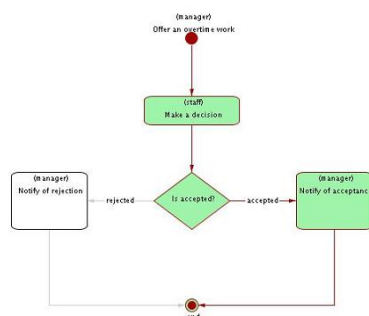 (manager)
Offer an overtime work
(staff)
Make a decision
(manager)
Notify of rejection
rejected
Is accepted?
accepted
(manager)
Notify of acceptanc
end